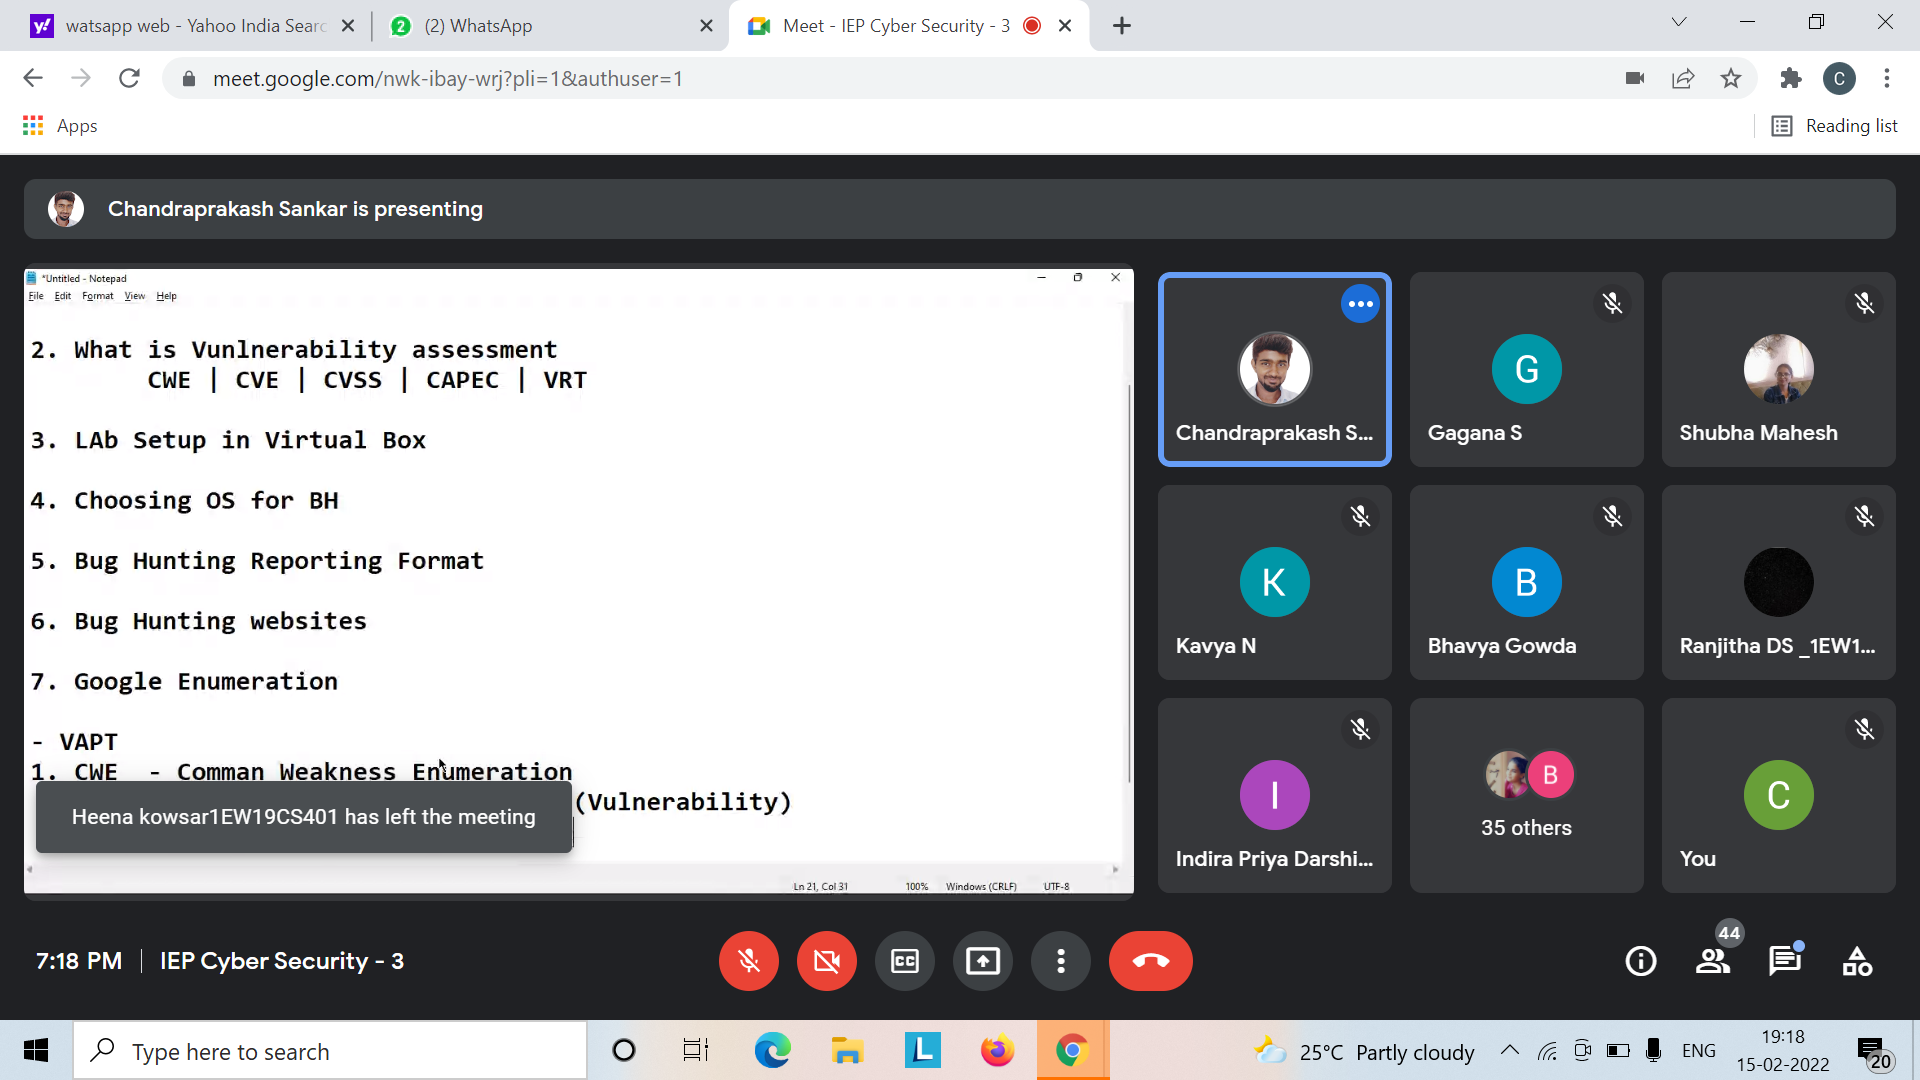 watsapp web - Yahoo India Searc
(2) WhatsApp
Meet - IEP Cyber Security - 3
meet.google.com/nwk-ibay-wrj?pli=1&authuser=1
C
Apps
Reading list
Chandraprakash Sankar is presenting
*Untitled - Notepad
File Edit Format View Help
2. What is Vunlnerability assessment
CWE | CVE | CVSS | CAPEC | VRT
3. LAb Setup in Virtual Box
4. Choosing OS for BH
5. Bug Hunting Reporting Format
6. Bug Hunting websites
7. Google Enumeration
- VAPT
1. CWE - Comman Weakness Enumeration
(Vulnerability)
Heena kowsar1EW19CS401 has left the meeting
Ln 21, Col 31 100% Windows (CRLF) UTF-8
Chandraprakash S...
G
Gagana S
Shubha Mahesh
K
Kavya N
B
Bhavya Gowda
Ranjitha DS _1EW1...
I
Indira Priya Darshi...
B
35 others
C
You
7:18 PM | IEP Cyber Security - 3
CC
44
Type here to search
L
25°C Partly cloudy
ENG
19:18
15-02-2022
20